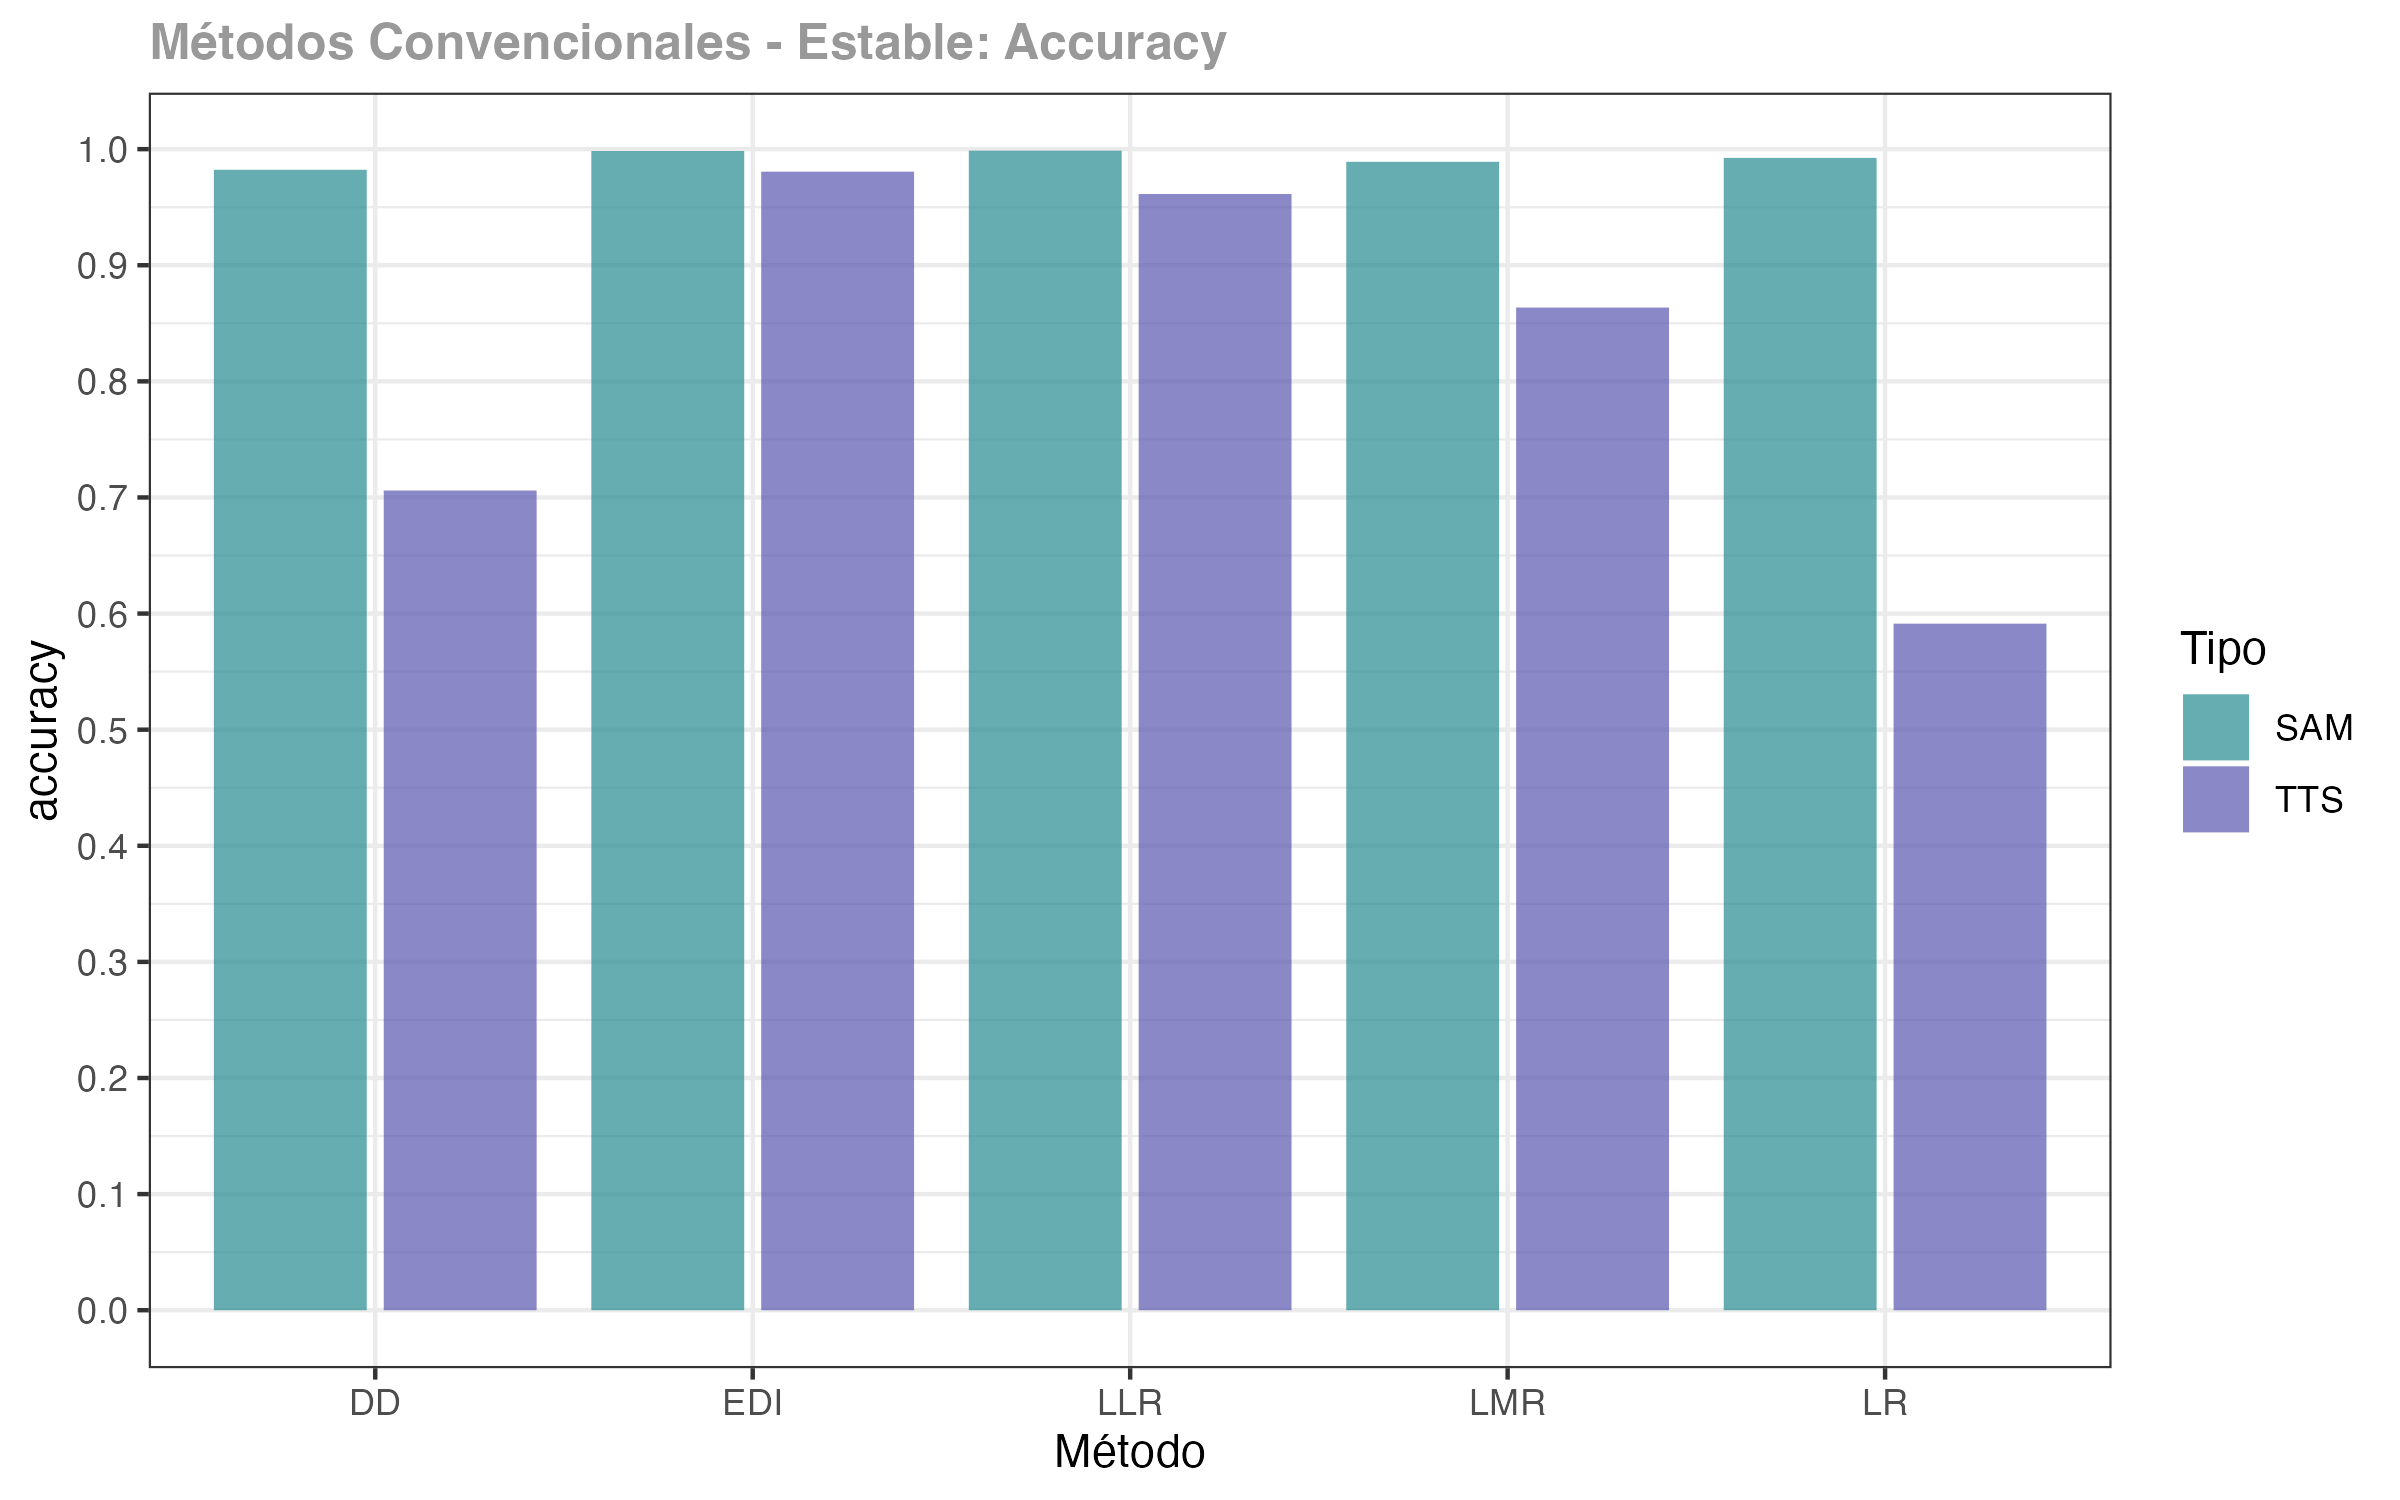 Métodos Convencionales - Estable: Accuracy
accuracy
1.0
0.9
0.8
0.7
0.6
0.5
0.4
0.3
0.2
0.1
0.0
DD EDI LLR LMR LR
Método
Tipo
SAM
TTS